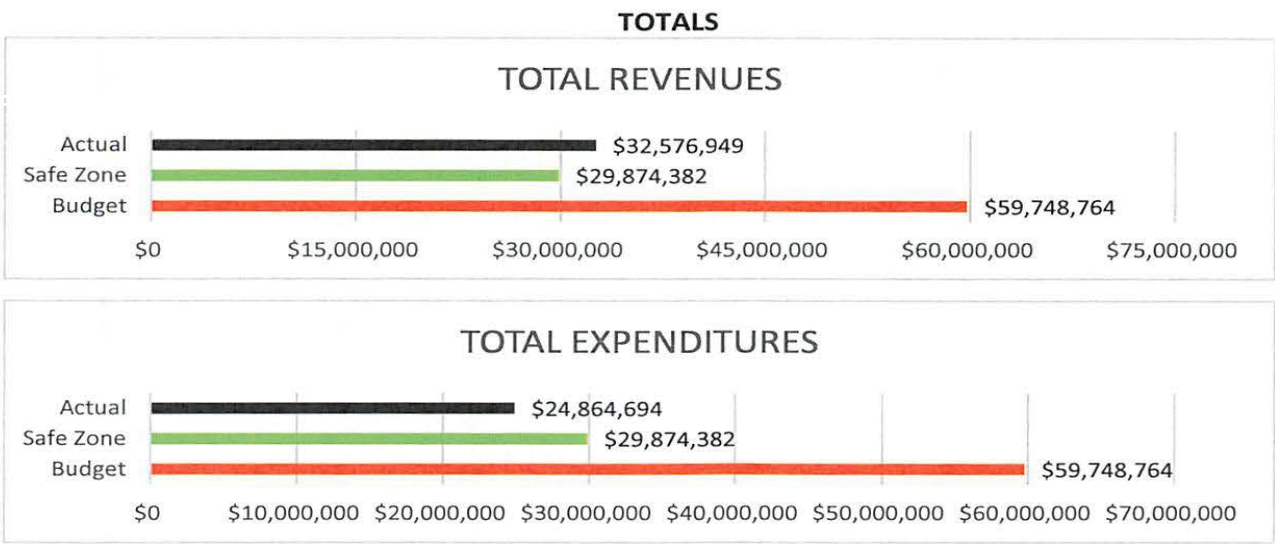 TOTALS
TOTAL REVENUES
Actual $32,576,949
Safe Zone $29,874,382
Budget $59,748,764
$0 $15,000,000 $30,000,000 $45,000,000 $60,000,000 $75,000,000
TOTAL EXPENDITURES
Actual $24,864,694
Safe Zone $29,874,382
Budget $59,748,764
$0 $10,000,000 $20,000,000 $30,000,000 $40,000,000 $50,000,000 $60,000,000 $70,000,000